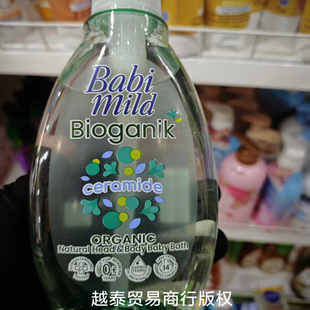 Babi
mild
Bioganik
ceramide
ORGANIC
Natural Head & Body Baby Bath
越泰贸易商行版权